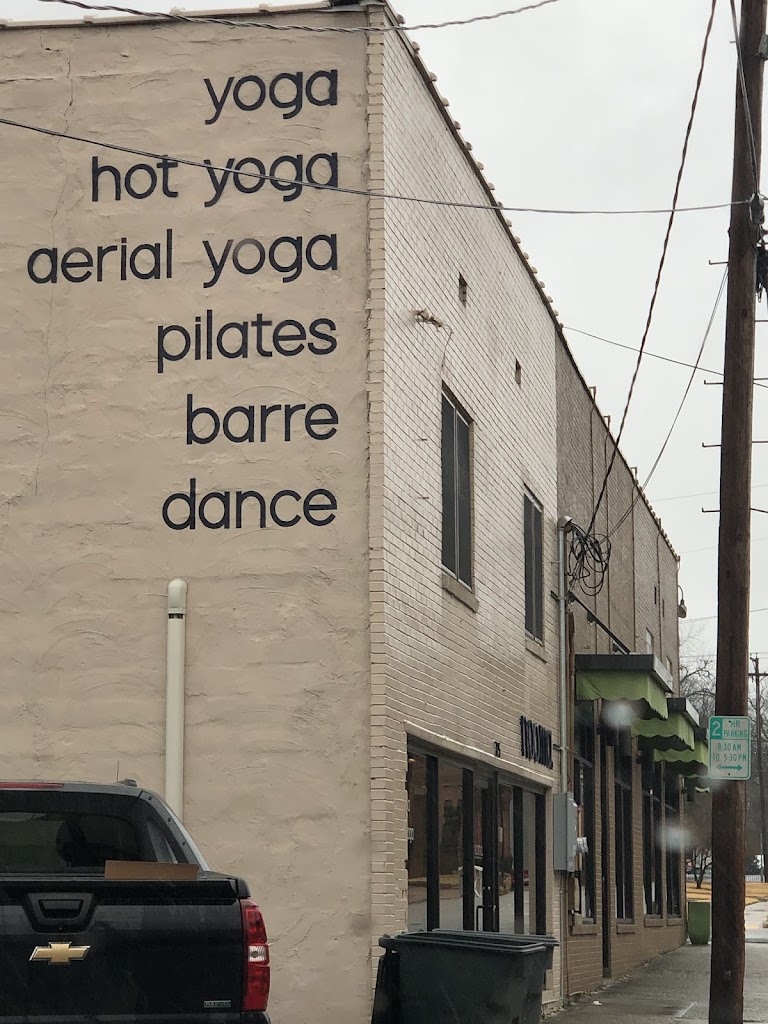 yoga
hot yoga
aerial yoga
pilates
barre
dance
2 HR
PARKING
8:30 AM
TO 5:30 PM